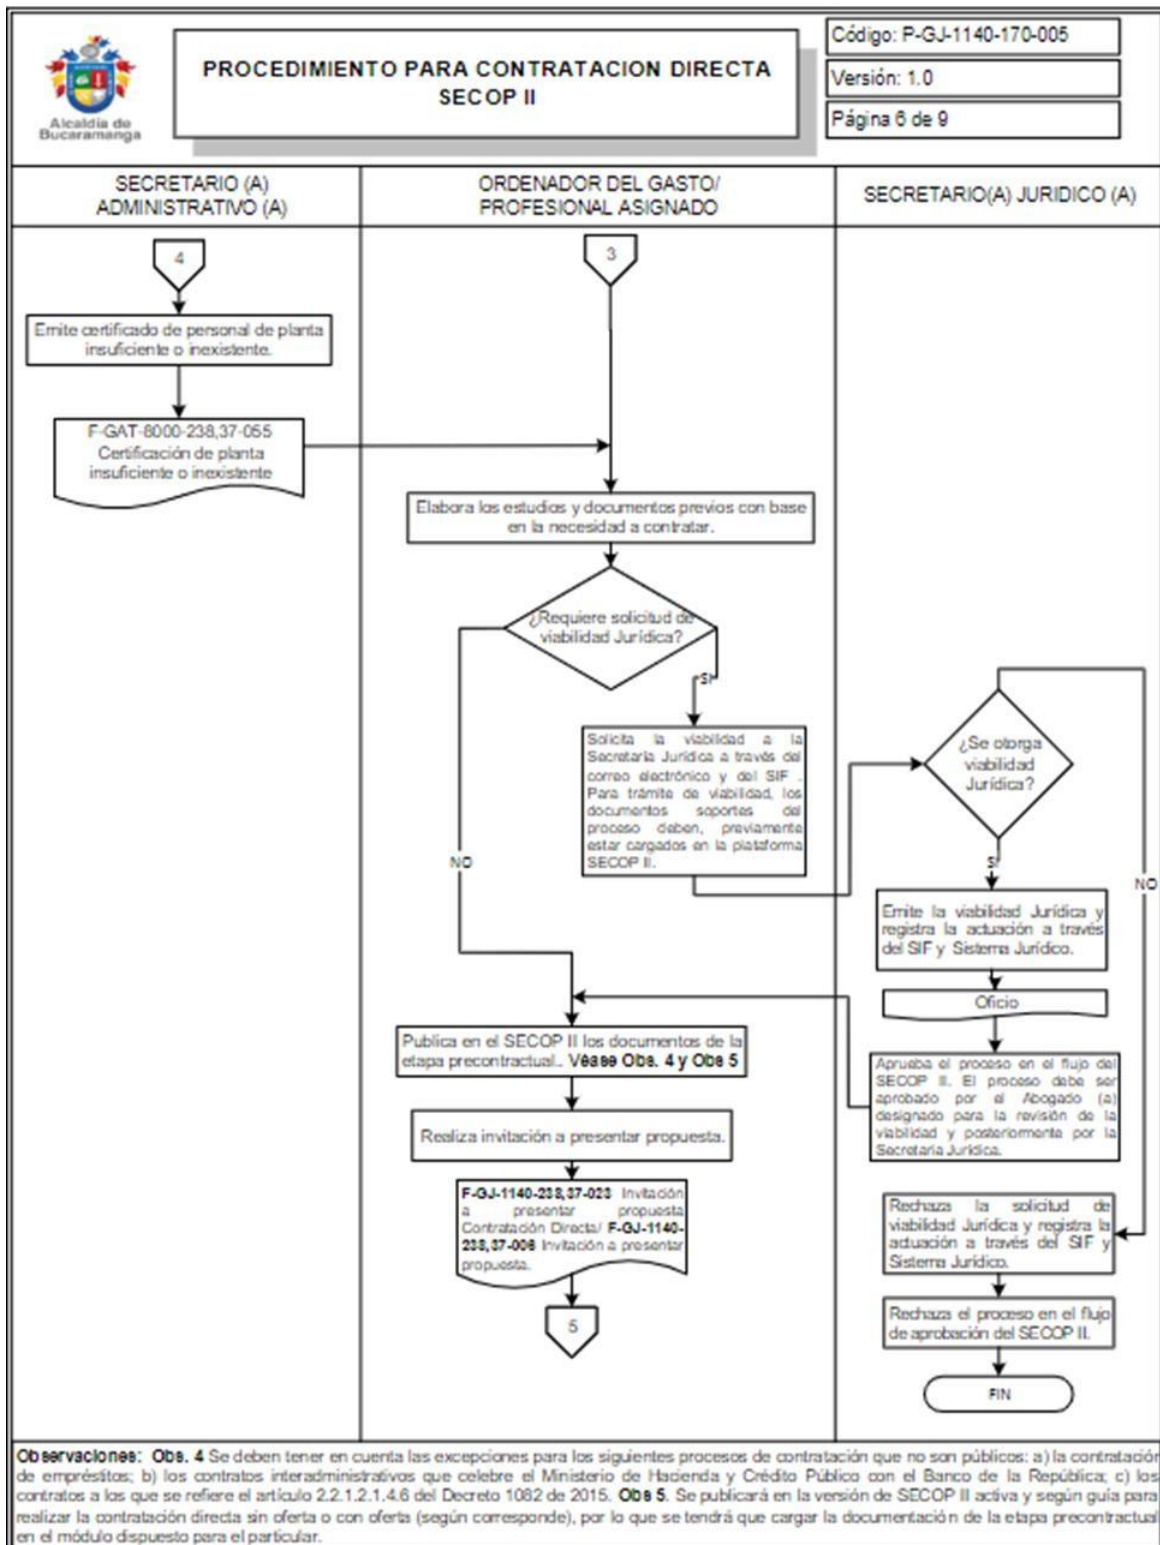 Alcaldía de
Bucaramanga
PROCEDIMIENTO PARA CONTRATACION DIRECTA
SECOP II
Código: P-GJ-1140-170-005
Versión: 1.0
Página 6 de 9
SECRETARIO (A)
ADMINISTRATIVO (A)
ORDENADOR DEL GASTO/
PROFESIONAL ASIGNADO
SECRETARIO(A) JURIDICO (A)
4
Emite certificado de personal de planta
insuficiente o inexistente.
F-GAT-8000-238,37-055
Certificación de planta
insuficiente o inexistente
3
Elabora los estudios y documentos previos con base
en la necesidad a contratar.
¿Requiere solicitud de
viabilidad Jurídica?
SI
NO
Solicita la viabilidad a la
Secretaría Jurídica a través del
correo electrónico y del SIF .
Para trámite de viabilidad, los
documentos soportes del
proceso deben, previamente
estar cargados en la plataforma
SECOP II.
Publica en el SECOP II los documentos de la
etapa precontractual.. Véase Obs. 4 y Obs 5
Realiza invitación a presentar propuesta.
F-GJ-1140-238,37-023 Invitación
a presentar propuesta
Contratación Directa/ F-GJ-1140-
238,37-006 Invitación a presentar
propuesta.
5
¿Se otorga
viabilidad
Jurídica?
SI
NO
Emite la viabilidad Jurídica y
registra la actuación a través
del SIF y Sistema Jurídico.
Oficio
Aprueba el proceso en el flujo del
SECOP II. El proceso debe ser
aprobado por el Abogado (a)
designado para la revisión de la
viabilidad y posteriormente por la
Secretaría Jurídica.
Rechaza la solicitud de
viabilidad Jurídica y registra la
actuación a través del SIF y
Sistema Jurídico.
Rechaza el proceso en el flujo
de aprobación del SECOP II.
FIN
Observaciones: Obs. 4 Se deben tener en cuenta las excepciones para los siguientes procesos de contratación que no son públicos: a) la contratación
de empréstitos; b) los contratos interadministrativos que celebre el Ministerio de Hacienda y Crédito Público con el Banco de la República; c) los
contratos a los que se refiere el artículo 2.2.1.2.1.4.6 del Decreto 1082 de 2015. Obs 5. Se publicará en la versión de SECOP II activa y según guía para
realizar la contratación directa sin oferta o con oferta (según corresponde), por lo que se tendrá que cargar la documentación de la etapa precontractual
en el módulo dispuesto para el particular.